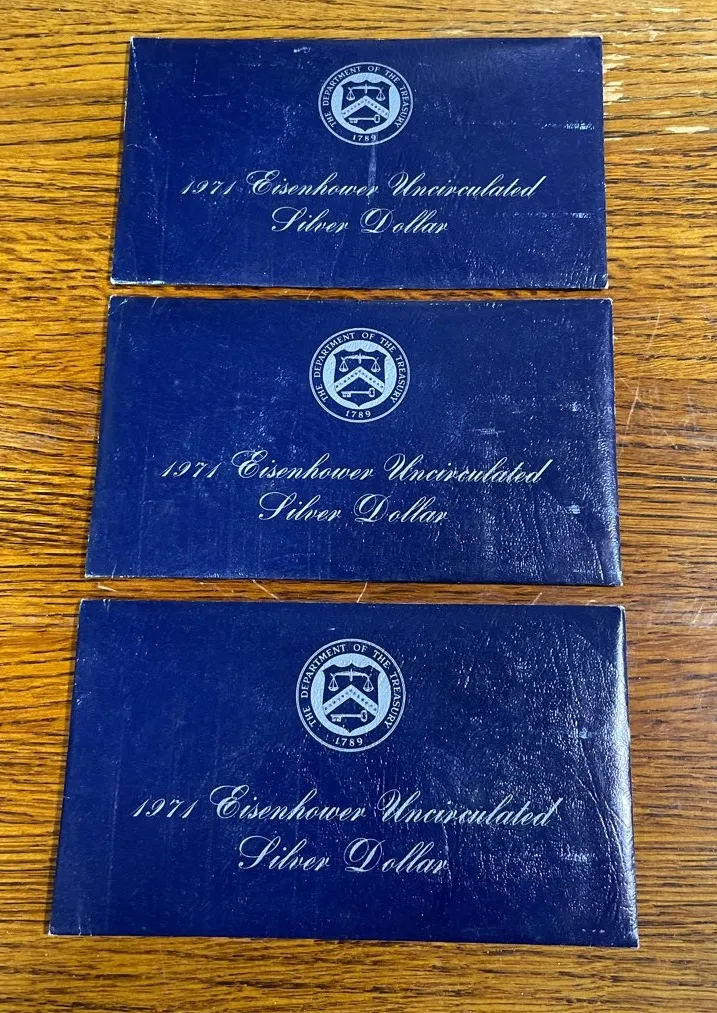 THE DEPARTMENT OF THE TREASURY
1789
1971 Eisenhower Uncirculated
Silver Dollar
THE DEPARTMENT OF THE TREASURY
1789
1971 Eisenhower Uncirculated
Silver Dollar
THE DEPARTMENT OF THE TREASURY
1789
1971 Eisenhower Uncirculated
Silver Dollar